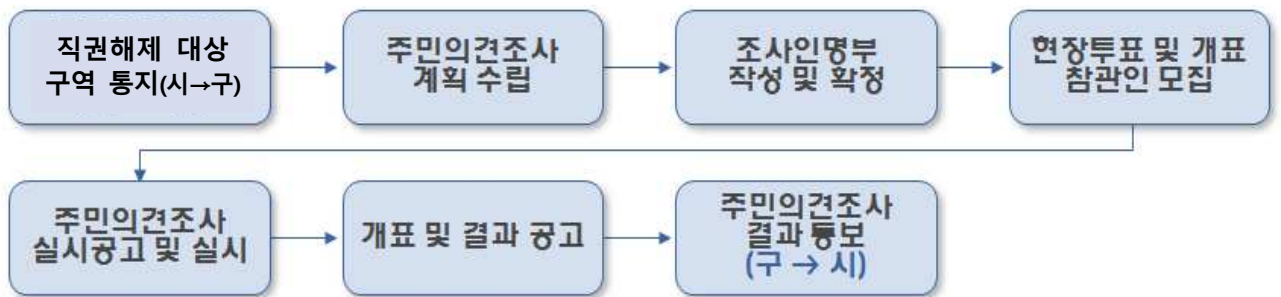 직권해제 대상
구역 통지(시→구)
주민의견조사
계획 수립
조사인명부
작성 및 확정
현장투표 및 개표
참관인 모집
주민의견조사
실시공고 및 실시
개표 및 결과 공고
주민의견조사
결과 통보
(구 → 시)